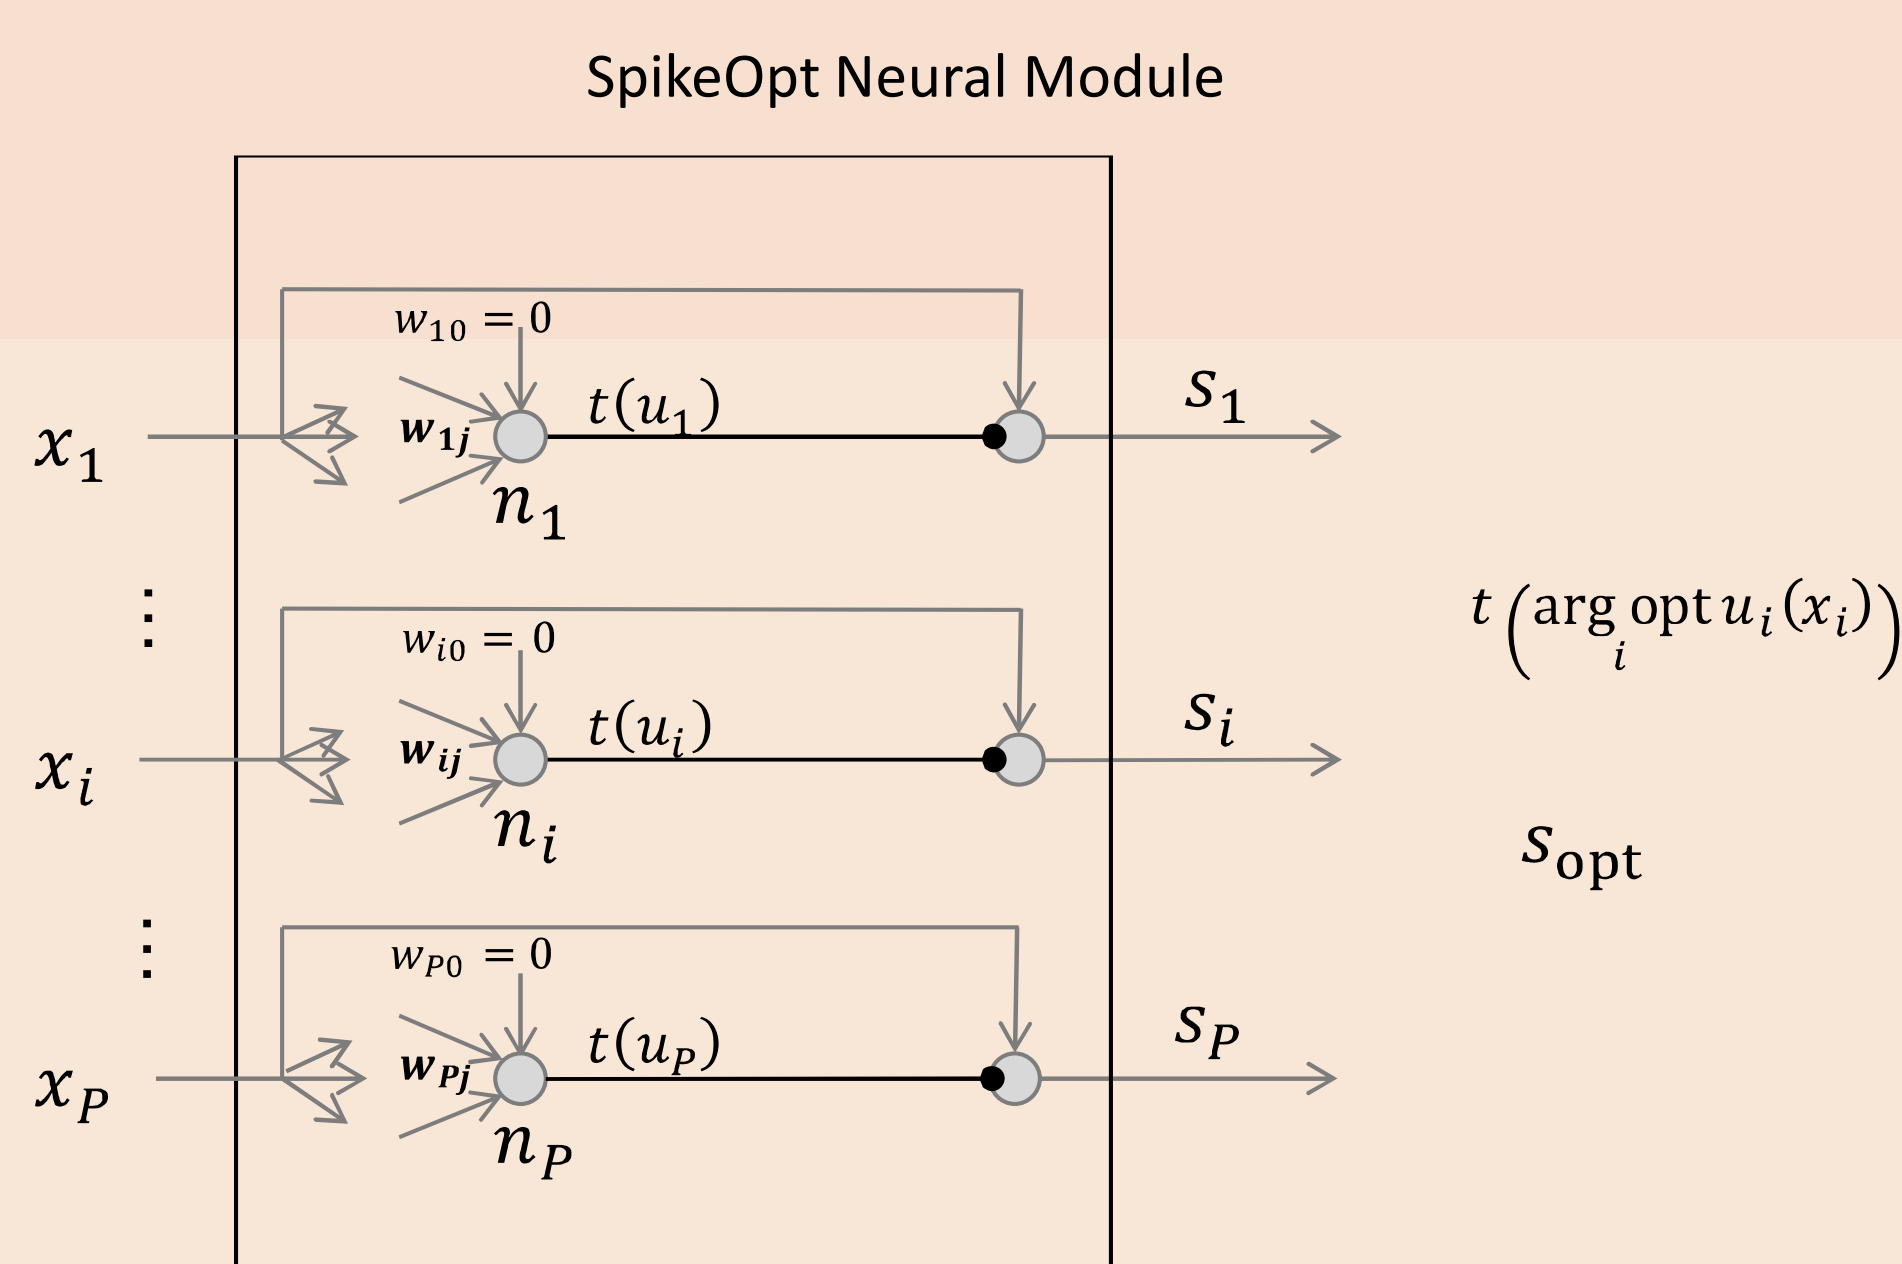 SpikeOpt Neural Module
w₁₀ = 0
x₁ w₁ⱼ t(u₁) s₁
n₁
⋮
wᵢ₀ = 0
t(arg optᵢ uᵢ(xᵢ))
xᵢ wᵢⱼ t(uᵢ) sᵢ
nᵢ
s_opt
⋮
w_P0 = 0
x_P w_Pj t(u_P) s_P
n_P